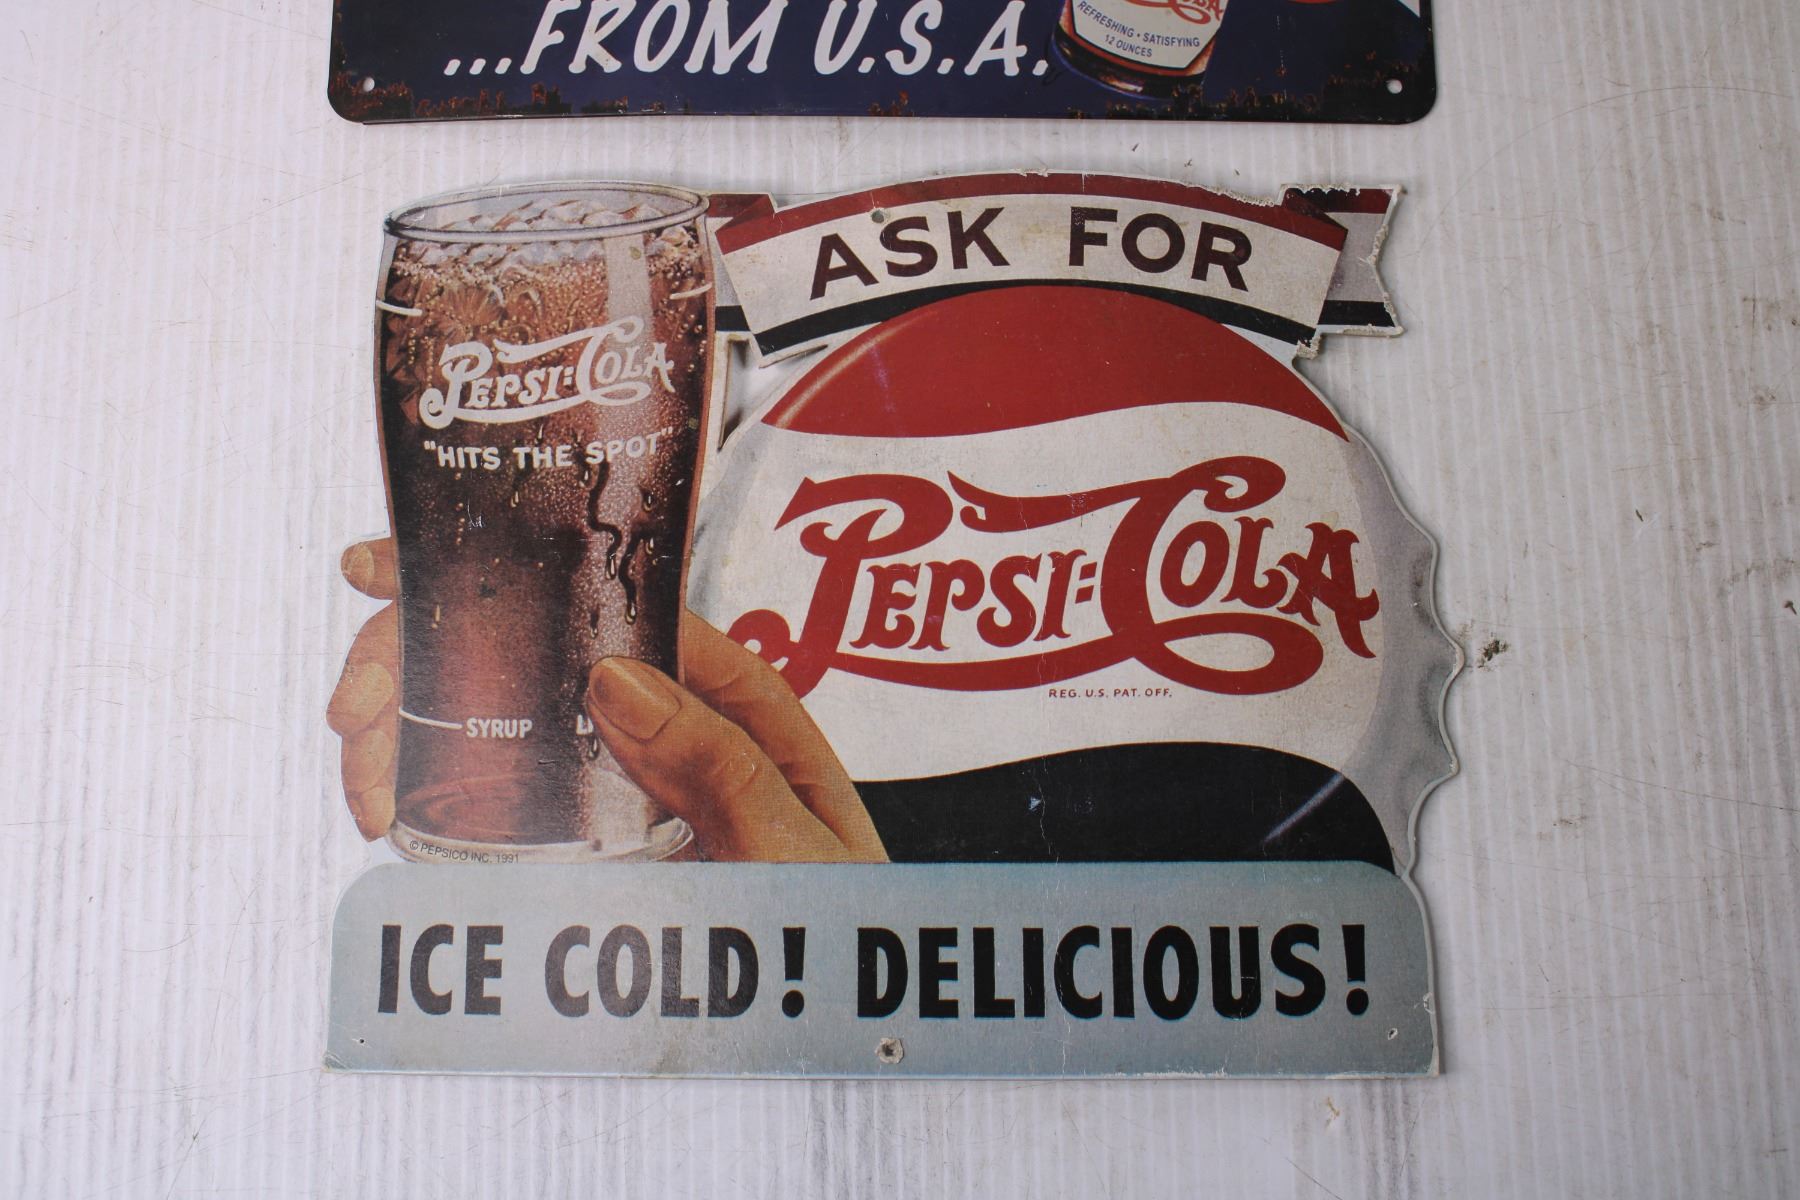 ...FROM U.S.A.
REFRESHING • SATISFYING
12 OUNCES
ASK FOR
PEPSI:COLA
"HITS THE SPOT"
PEPSI:COLA
REG. U.S. PAT. OFF.
SYRUP
© PEPSICO INC. 1991
ICE COLD! DELICIOUS!